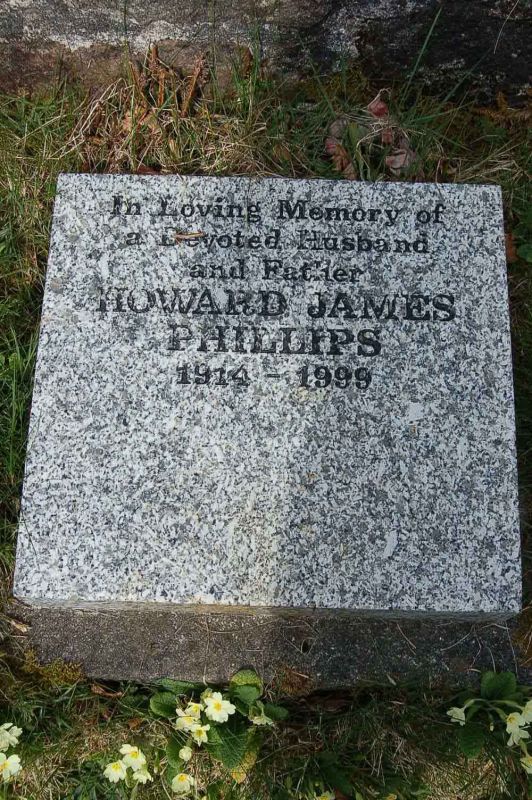 In Loving Memory of
a Devoted Husband
and Father
HOWARD JAMES
PHILLIPS
1914 - 1999